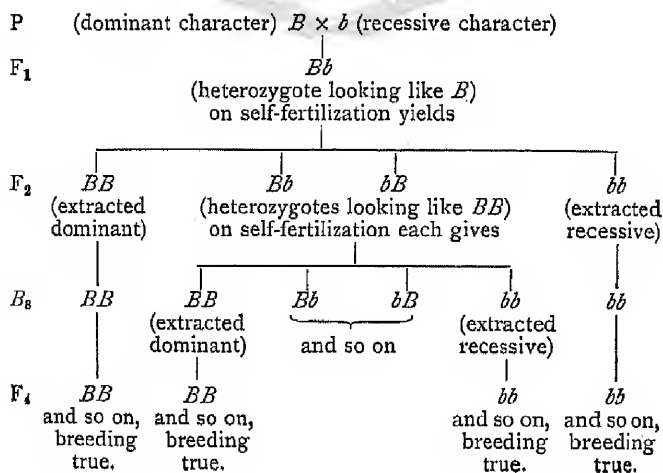 P (dominant character) B × b (recessive character)
F₁ Bb
(heterozygote looking like B)
on self-fertilization yields
F₂ BB Bb bB bb
(extracted (heterozygotes looking like BB) (extracted
dominant) on self-fertilization each gives recessive)
B₈ BB BB Bb bB bb bb
(extracted and so on (extracted
dominant) recessive)
F₄ BB BB bb bb
and so on, and so on, and so on, and so on,
breeding breeding breeding breeding
true. true. true. true.